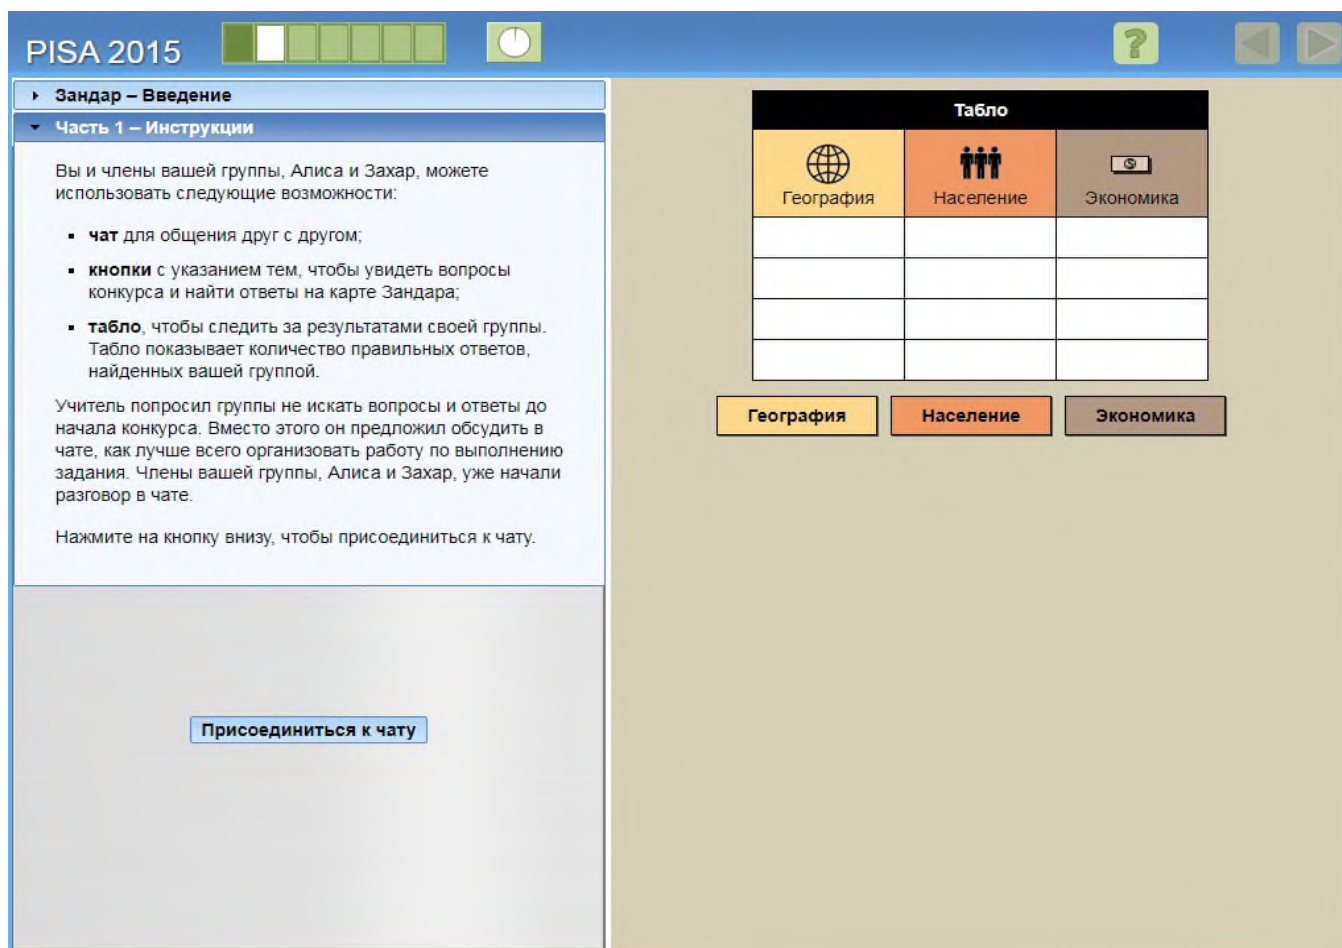 PISA 2015
?
Зандар – Введение
Часть 1 – Инструкции
Вы и члены вашей группы, Алиса и Захар, можете
использовать следующие возможности:
▪ чат для общения друг с другом;
▪ кнопки с указанием тем, чтобы увидеть вопросы
конкурса и найти ответы на карте Зандара;
▪ табло, чтобы следить за результатами своей группы.
Табло показывает количество правильных ответов,
найденных вашей группой.
Учитель попросил группы не искать вопросы и ответы до
начала конкурса. Вместо этого он предложил обсудить в
чате, как лучше всего организовать работу по выполнению
задания. Члены вашей группы, Алиса и Захар, уже начали
разговор в чате.
Нажмите на кнопку внизу, чтобы присоединиться к чату.
Присоединиться к чату
Табло
География Население Экономика
География Население Экономика